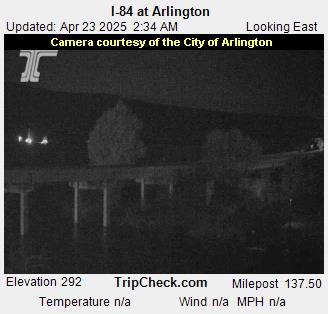 I-84 at Arlington
Updated: Apr 23 2025 2:34 AM Looking East
Camera courtesy of the City of Arlington
Elevation 292 TripCheck.com Milepost 137.50
Temperature n/a Wind n/a MPH n/a